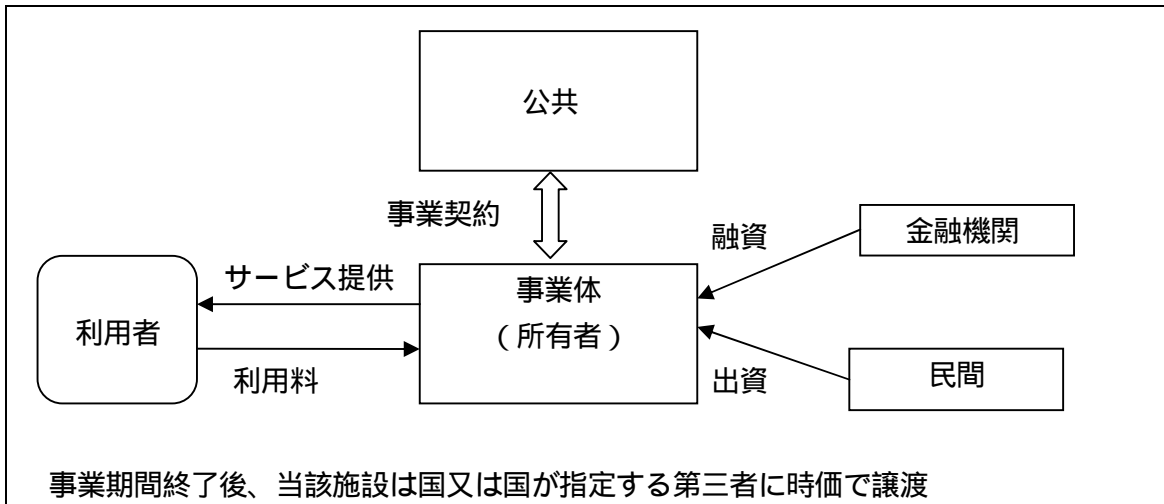 公共
事業契約
融資
金融機関
サービス提供
事業体
(所有者)
利用者
利用料
出資
民間
事業期間終了後、当該施設は国又は国が指定する第三者に時価で譲渡